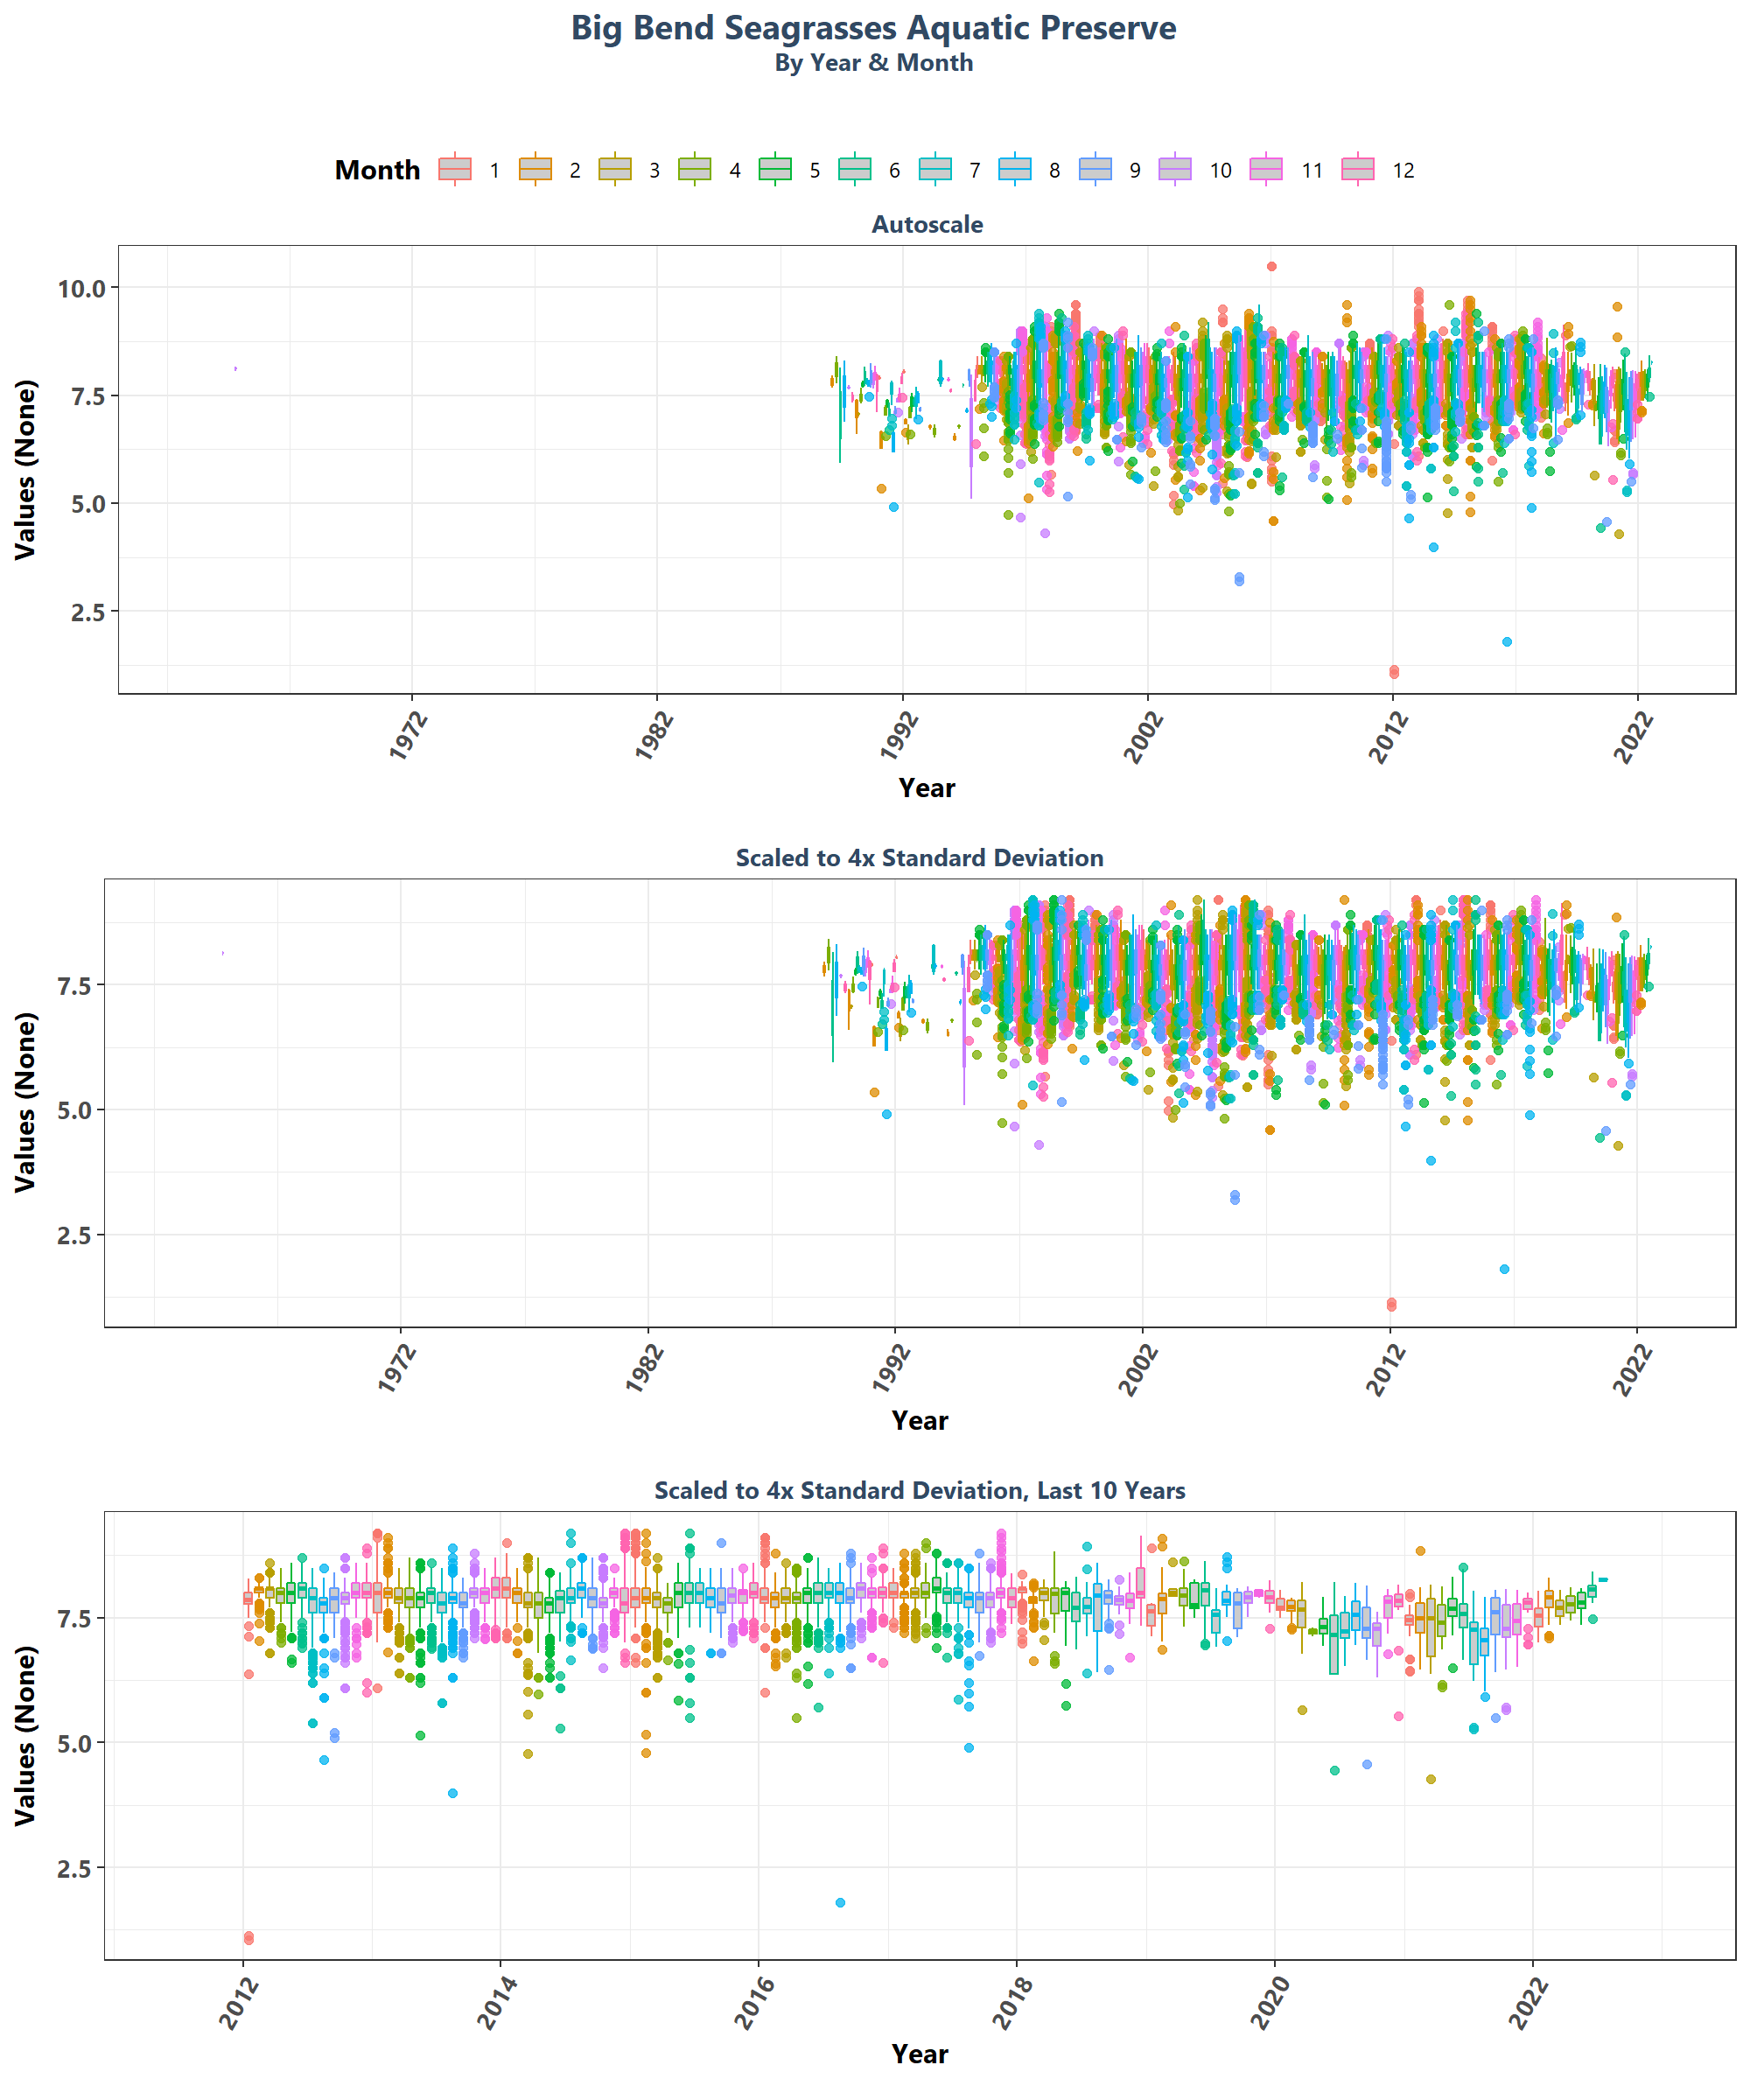 Big Bend Seagrasses Aquatic Preserve
By Year & Month
Month 1 2 3 4 5 6 7 8 9 10 11 12
Autoscale
Values (None)
10.0
7.5
5.0
2.5
1972 1982 1992 2002 2012 2022
Year
Scaled to 4x Standard Deviation
Values (None)
7.5
5.0
2.5
1972 1982 1992 2002 2012 2022
Year
Scaled to 4x Standard Deviation, Last 10 Years
Values (None)
7.5
5.0
2.5
2012 2014 2016 2018 2020 2022
Year